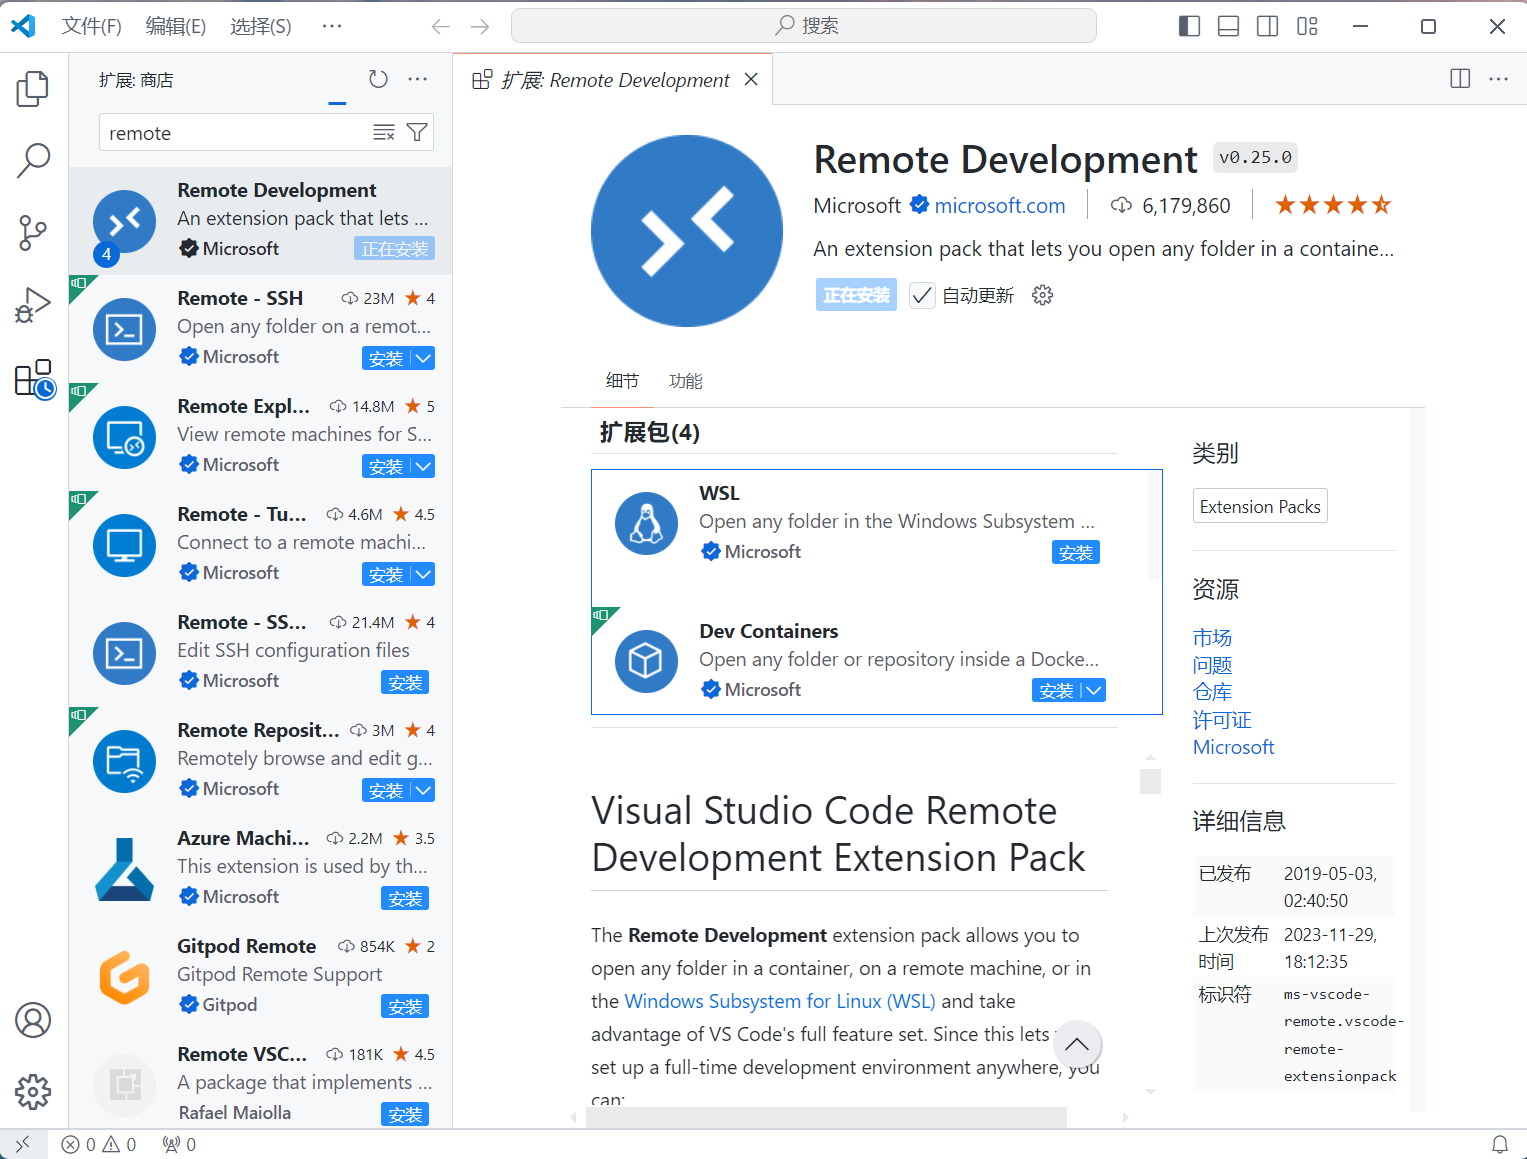 文件(F) 编辑(E) 选择(S) ··· 搜索
扩展: 商店 ···
remote
Remote Development
An extension pack that lets ...
Microsoft 正在安装
4
Remote - SSH 23M ★ 4
Open any folder on a remot...
Microsoft 安装
Remote Expl... 14.8M ★ 5
View remote machines for S...
Microsoft 安装
Remote - Tu... 4.6M ★ 4.5
Connect to a remote machi...
Microsoft 安装
Remote - SS... 21.4M ★ 4
Edit SSH configuration files
Microsoft 安装
Remote Reposit... 3M ★ 4
Remotely browse and edit g...
Microsoft 安装
Azure Machi... 2.2M ★ 3.5
This extension is used by th...
Microsoft 安装
Gitpod Remote 854K ★ 2
Gitpod Remote Support
Gitpod 安装
Remote VSC... 181K ★ 4.5
A package that implements ...
Rafael Maiolla 安装
扩展: Remote Development
Remote Development v0.25.0
Microsoft microsoft.com 6,179,860
An extension pack that lets you open any folder in a containe...
正在安装 自动更新
细节 功能
扩展包(4)
WSL
Open any folder in the Windows Subsystem ...
Microsoft 安装
Dev Containers
Open any folder or repository inside a Docke...
Microsoft 安装
Visual Studio Code Remote
Development Extension Pack
The Remote Development extension pack allows you to
open any folder in a container, on a remote machine, or in
the Windows Subsystem for Linux (WSL) and take
advantage of VS Code's full feature set. Since this lets
set up a full-time development environment anywhere, you
can:
类别
Extension Packs
资源
市场
问题
仓库
许可证
Microsoft
详细信息
已发布 2019-05-03,
02:40:50
上次发布 2023-11-29,
时间 18:12:35
标识符 ms-vscode-
remote.vscode-
remote-
extensionpack
0 0 0